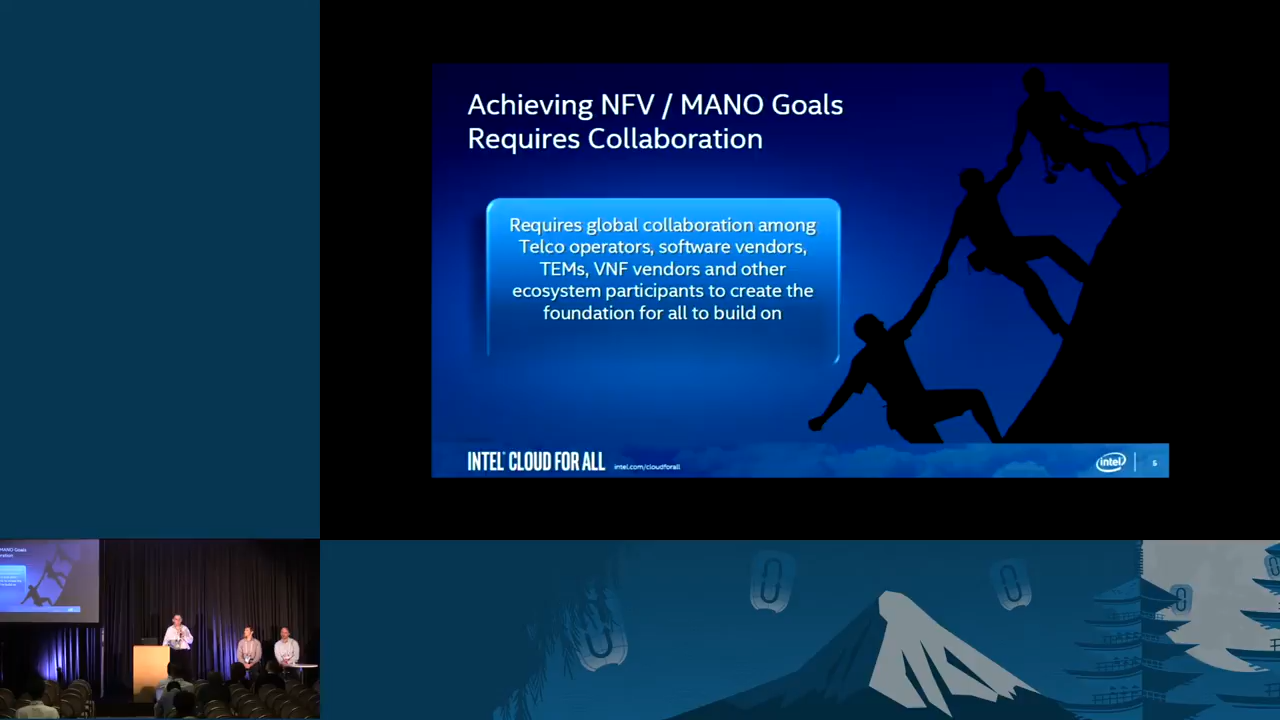 Achieving NFV / MANO Goals
Requires Collaboration
Requires global collaboration among
Telco operators, software vendors,
TEMs, VNF vendors and other
ecosystem participants to create the
foundation for all to build on
INTEL CLOUD FOR ALL
intel.com/cloudforall
intel
5
MANO Goals